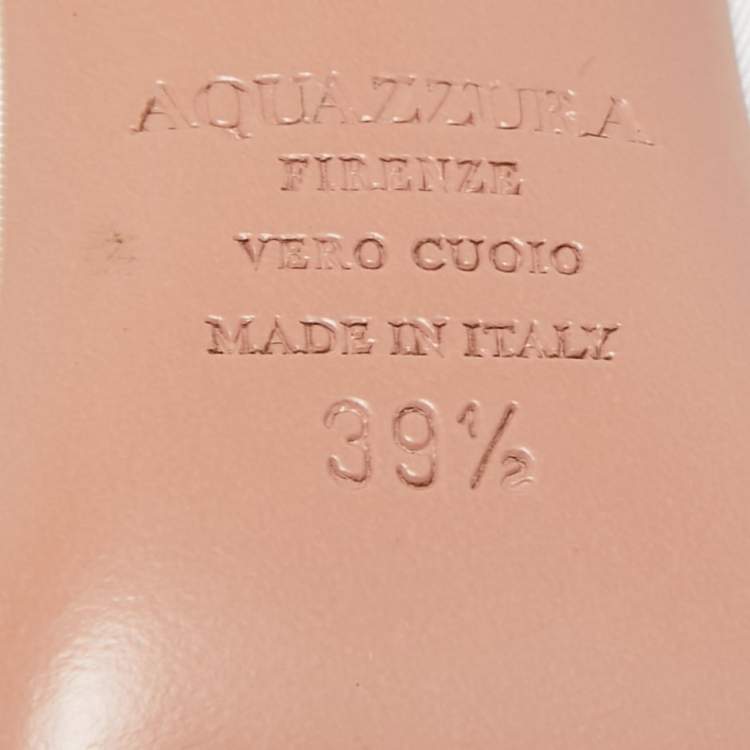 AQUAZZURA
FIRENZE
VERO CUOIO
MADE IN ITALY
39½